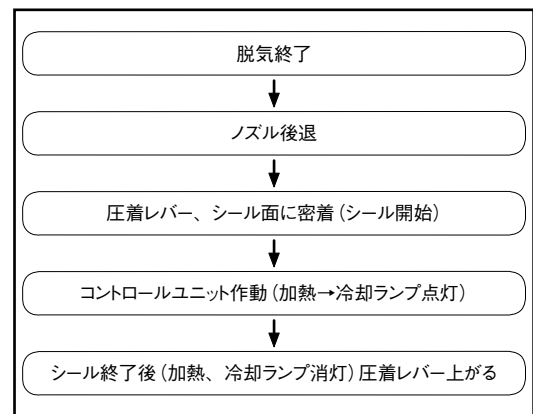 脱気終了
ノズル後退
圧着レバー、シール面に密着(シール開始)
コントロールユニット作動(加熱→冷却ランプ点灯)
シール終了後(加熱、冷却ランプ消灯)圧着レバー上がる